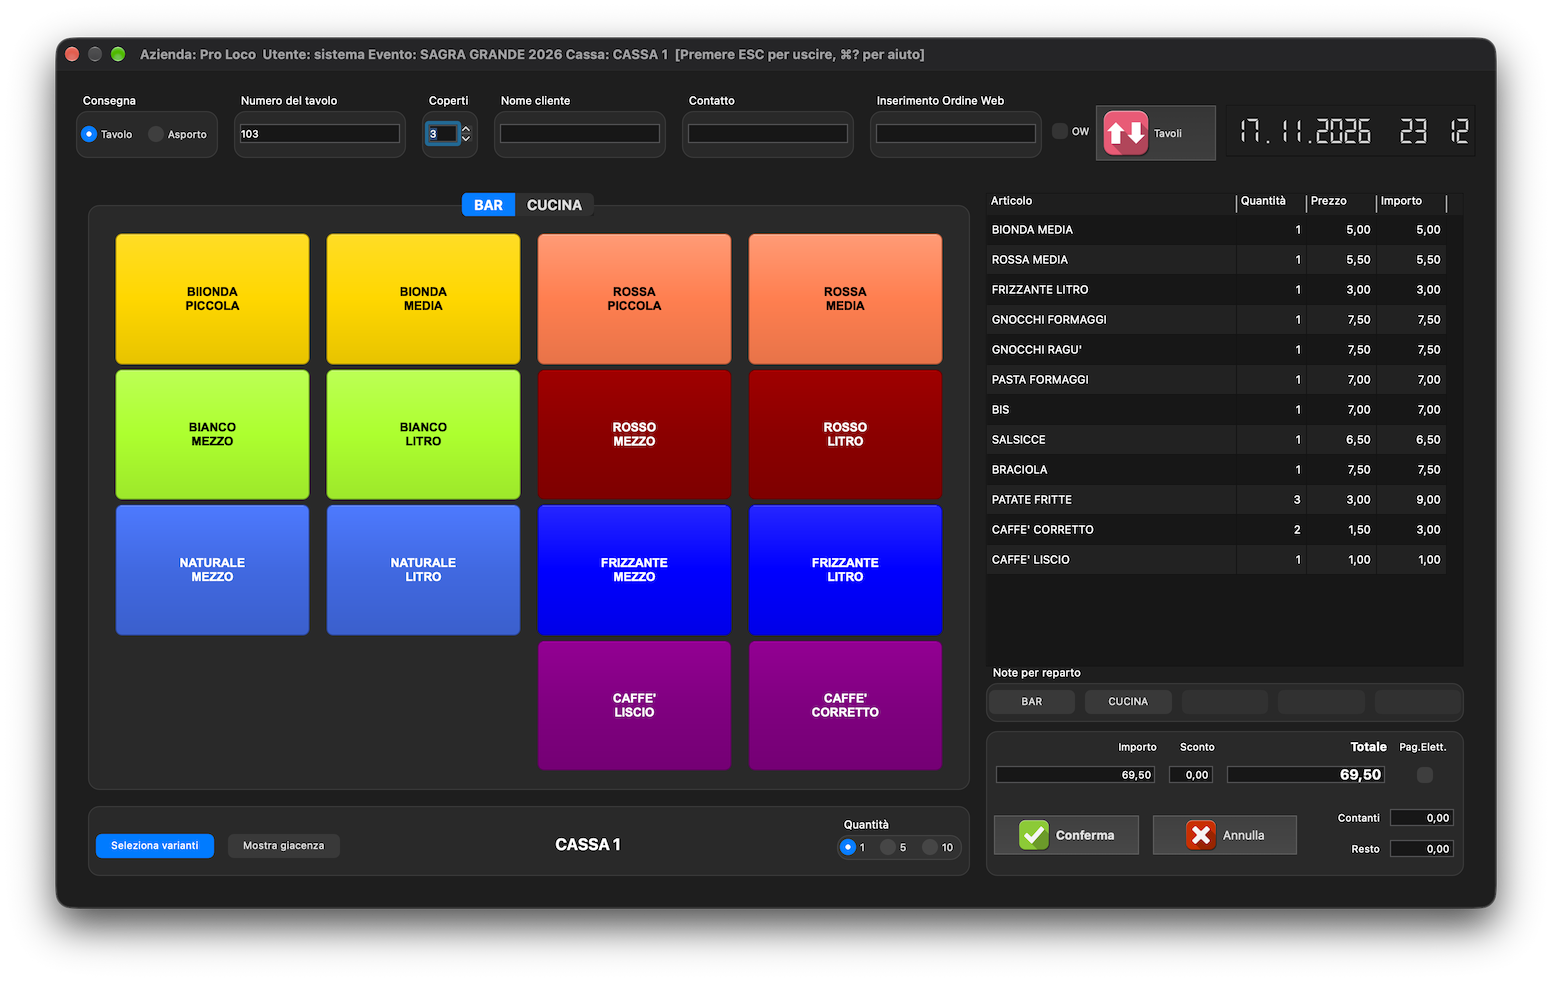 Azienda: Pro Loco  Utente: sistema Evento: SAGRA GRANDE 2026 Cassa: CASSA 1  [Premere ESC per uscire, ⌘? per aiuto]
Consegna
Tavolo
Asporto
Numero del tavolo
103
Coperti
3
Nome cliente
Contatto
Inserimento Ordine Web
OW
Tavoli
17.11.2026 23 12
BAR
CUCINA
BIIONDA
PICCOLA
BIONDA
MEDIA
ROSSA
PICCOLA
ROSSA
MEDIA
BIANCO
MEZZO
BIANCO
LITRO
ROSSO
MEZZO
ROSSO
LITRO
NATURALE
MEZZO
NATURALE
LITRO
FRIZZANTE
MEZZO
FRIZZANTE
LITRO
CAFFE'
LISCIO
CAFFE'
CORRETTO
Seleziona varianti
Mostra giacenza
CASSA 1
Quantità
1
5
10
Articolo Quantità Prezzo Importo
BIONDA MEDIA 1 5,00 5,00
ROSSA MEDIA 1 5,50 5,50
FRIZZANTE LITRO 1 3,00 3,00
GNOCCHI FORMAGGI 1 7,50 7,50
GNOCCHI RAGU' 1 7,50 7,50
PASTA FORMAGGI 1 7,00 7,00
BIS 1 7,00 7,00
SALSICCE 1 6,50 6,50
BRACIOLA 1 7,50 7,50
PATATE FRITTE 3 3,00 9,00
CAFFE' CORRETTO 2 1,50 3,00
CAFFE' LISCIO 1 1,00 1,00
Note per reparto
BAR
CUCINA
Importo Sconto Totale Pag.Elett.
69,50 0,00 69,50
Conferma
Annulla
Contanti 0,00
Resto 0,00